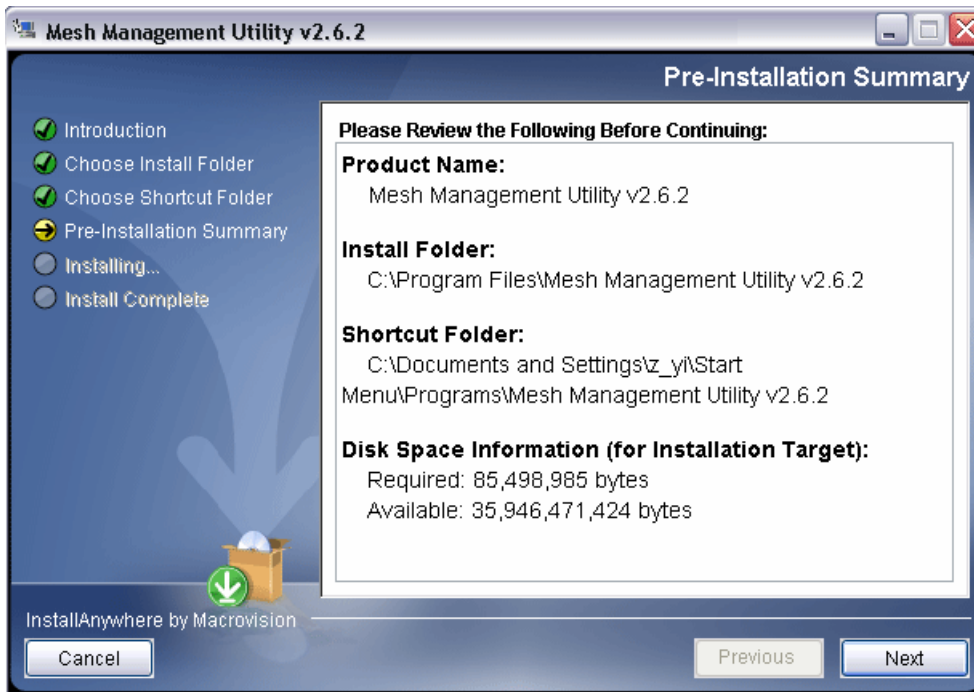 Mesh Management Utility v2.6.2
Pre-Installation Summary
Introduction
Choose Install Folder
Choose Shortcut Folder
Pre-Installation Summary
Installing...
Install Complete
Please Review the Following Before Continuing:
Product Name:
Mesh Management Utility v2.6.2
Install Folder:
C:\Program Files\Mesh Management Utility v2.6.2
Shortcut Folder:
C:\Documents and Settings\z_yi\Start
Menu\Programs\Mesh Management Utility v2.6.2
Disk Space Information (for Installation Target):
Required: 85,498,985 bytes
Available: 35,946,471,424 bytes
InstallAnywhere by Macrovision
Cancel
Previous
Next